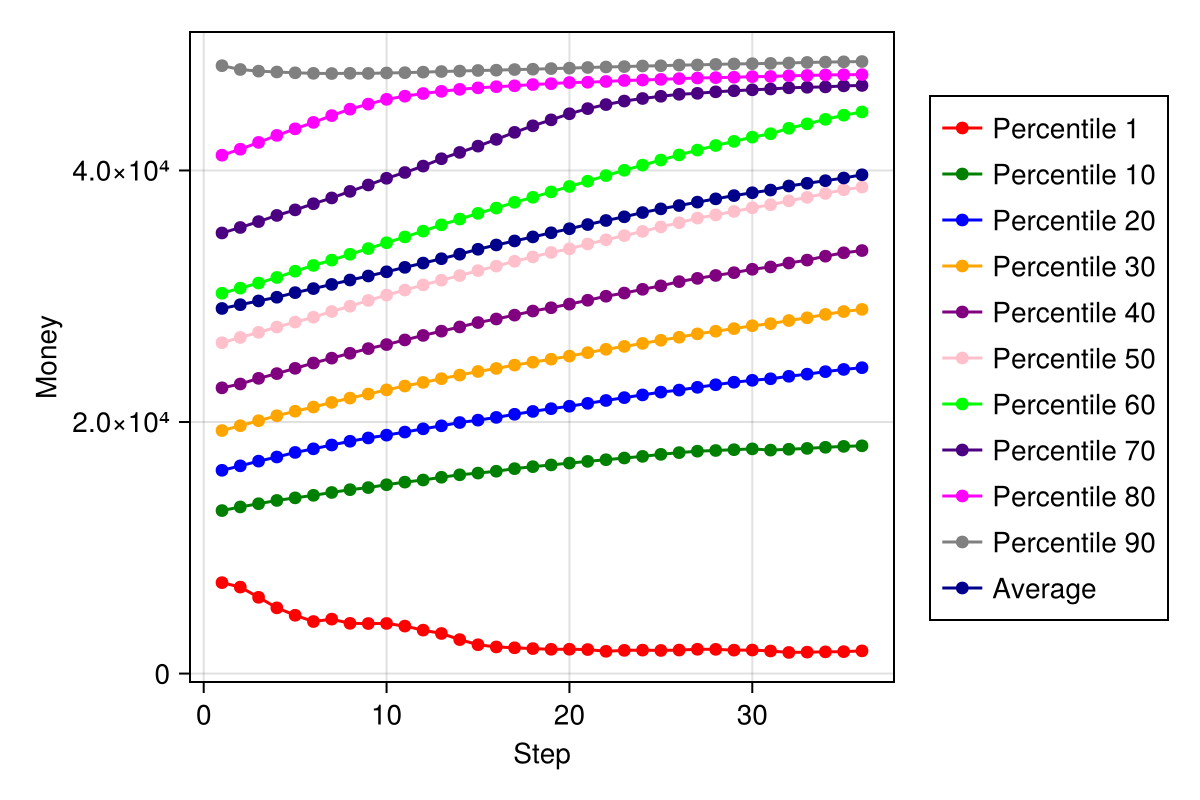 Money
4.0×10⁴
2.0×10⁴
0
0 10 20 30
Step
Percentile 1
Percentile 10
Percentile 20
Percentile 30
Percentile 40
Percentile 50
Percentile 60
Percentile 70
Percentile 80
Percentile 90
Average